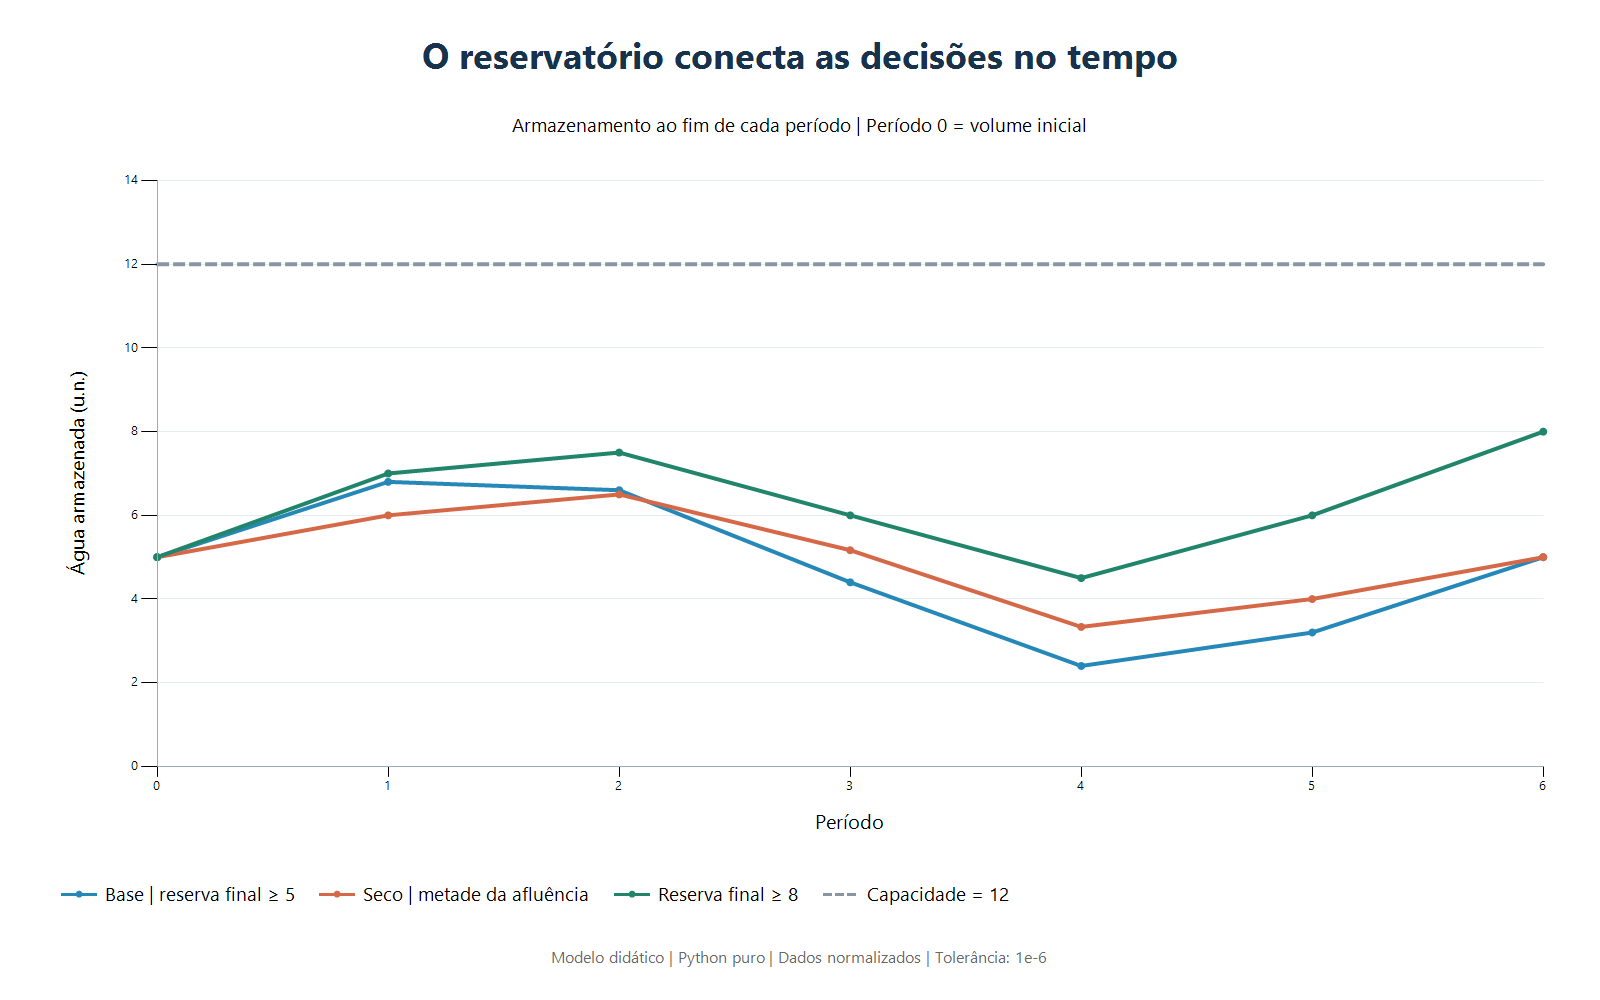 O reservatório conecta as decisões no tempo
Armazenamento ao fim de cada período | Período 0 = volume inicial
14
12
10
8
6
4
2
0
Água armazenada (u.n.)
0 1 2 3 4 5 6
Período
Base | reserva final ≥ 5 Seco | metade da afluência Reserva final ≥ 8 Capacidade = 12
Modelo didático | Python puro | Dados normalizados | Tolerância: 1e-6